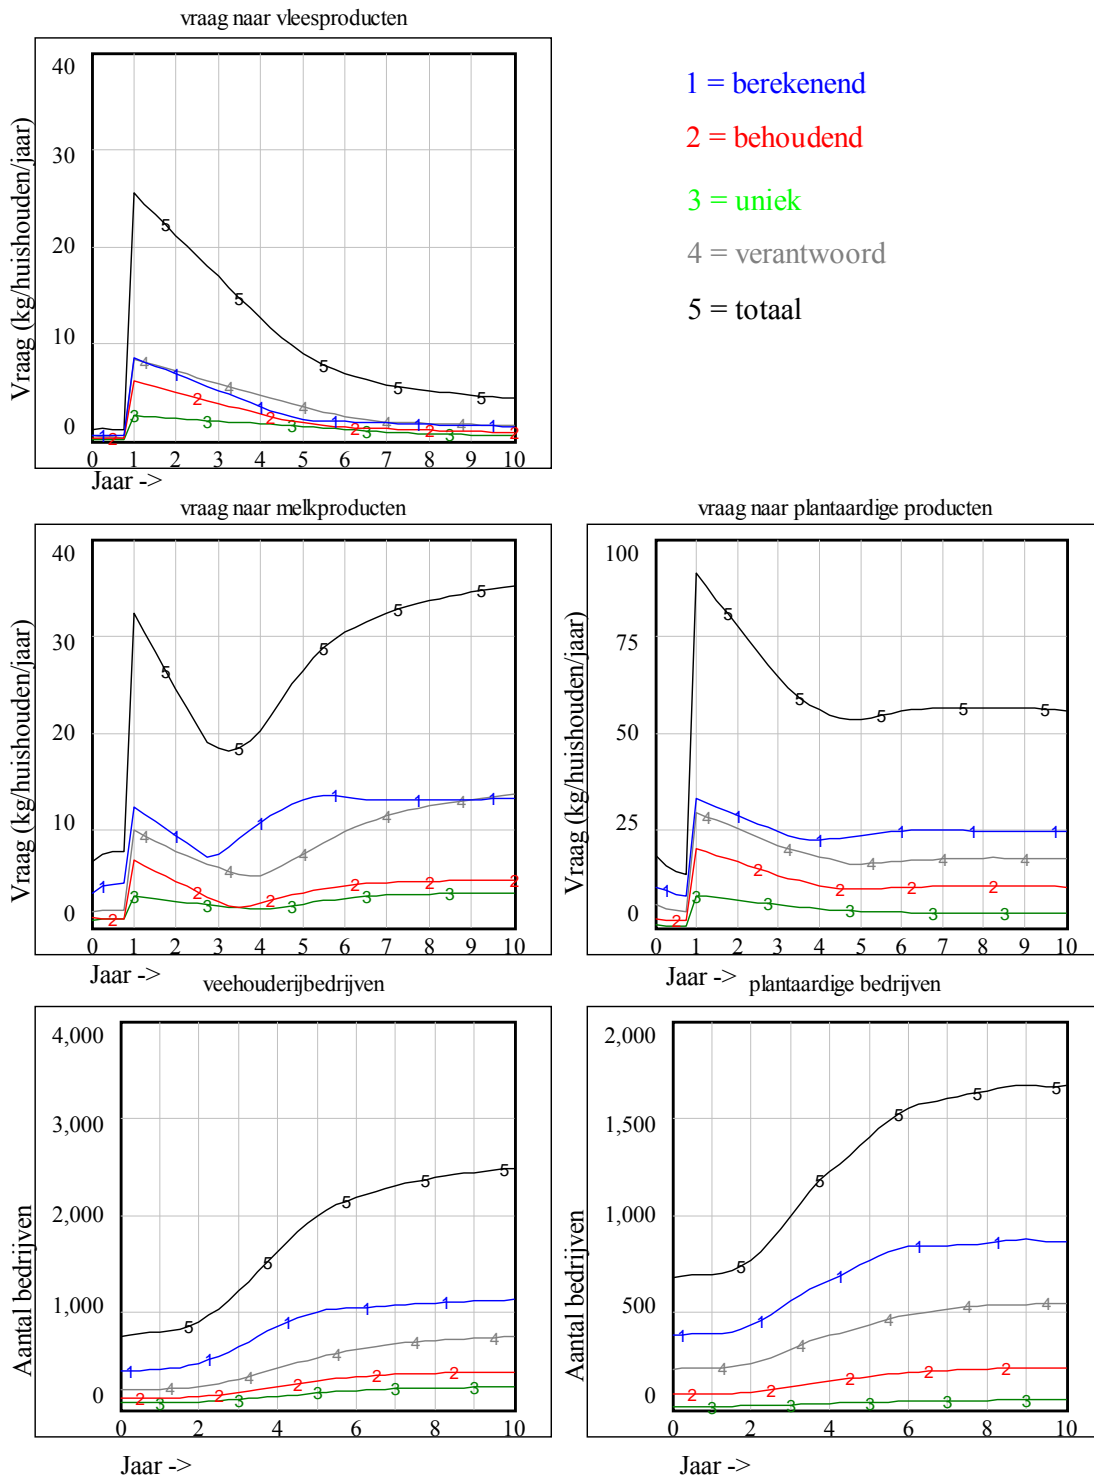 vraag naar vleesproducten
Vraag (kg/huishouden/jaar)
40
30
20
10
0
0 1 2 3 4 5 6 7 8 9 10
Jaar ->
1 = berekenend
2 = behoudend
3 = uniek
4 = verantwoord
5 = totaal
vraag naar melkproducten
Vraag (kg/huishouden/jaar)
40
30
20
10
0
0 1 2 3 4 5 6 7 8 9 10
Jaar ->
vraag naar plantaardige producten
Vraag (kg/huishouden/jaar)
100
75
50
25
0
0 1 2 3 4 5 6 7 8 9 10
Jaar ->
veehouderijbedrijven
Aantal bedrijven
4,000
3,000
2,000
1,000
0
0 2 4 6 8 10
Jaar ->
plantaardige bedrijven
Aantal bedrijven
2,000
1,500
1,000
500
0
0 2 4 6 8 10
Jaar ->